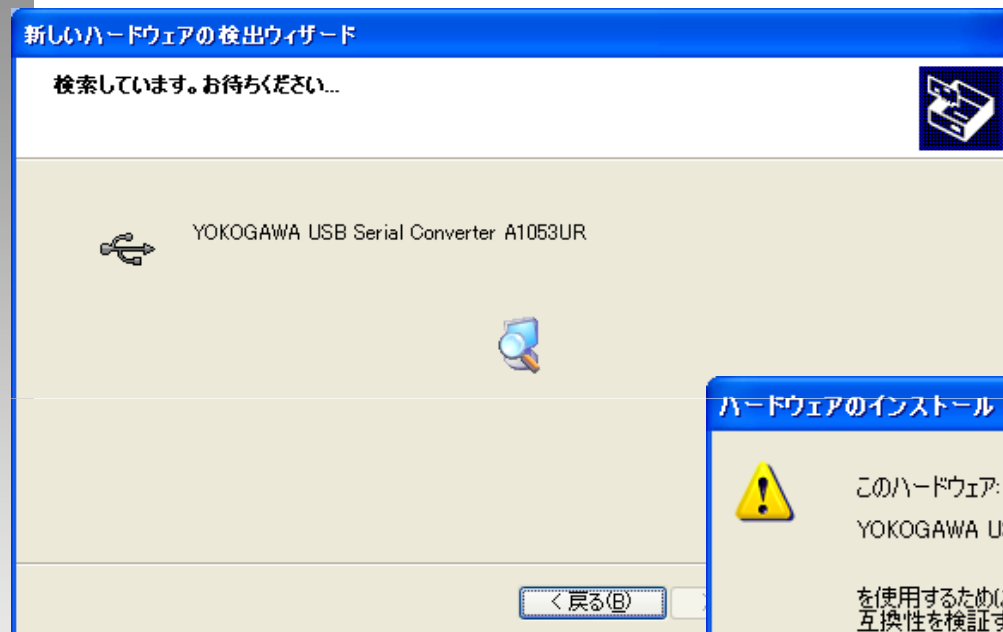 新しいハードウェアの検出ウィザード
検索しています。お待ちください...
YOKOGAWA USB Serial Converter A1053UR
< 戻る(B)
ハードウェアのインストール
このハードウェア:
YOKOGAWA US
を使用するために
互換性を検証す